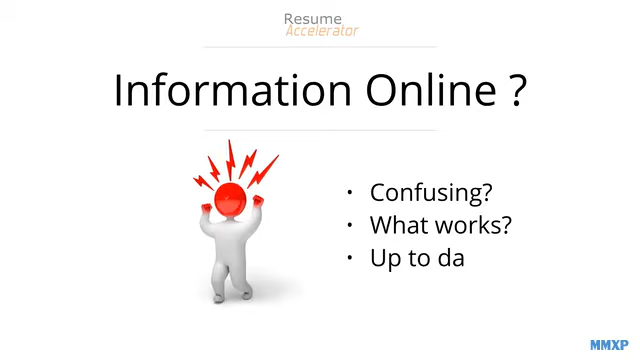 Resume
Accelerator
Information Online ?
• Confusing?
• What works?
• Up to da
MMXP